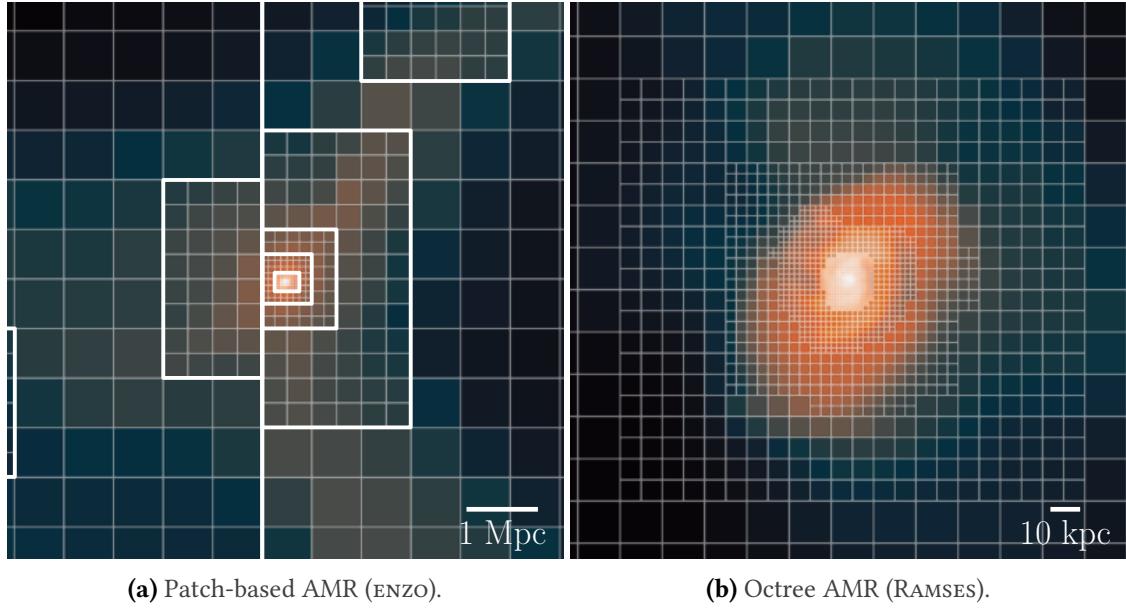 1 Mpc
10 kpc
(a) Patch-based AMR (ENZO).
(b) Octree AMR (RAMSES).